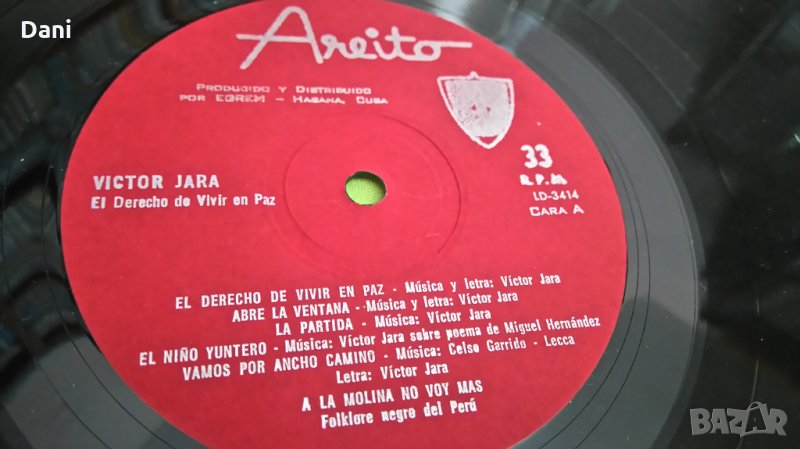 Dani
Areito
PRODUCIDO Y DISTRIBUIDO
POR EGREM - HABANA, CUBA
33
R.P.M.
LD-3414
CARA A
VICTOR JARA
El Derecho de Vivir en Paz
EL DERECHO DE VIVIR EN PAZ - Música y letra: Víctor Jara
ABRE LA VENTANA - Música y letra: Víctor Jara
LA PARTIDA - Música: Víctor Jara
EL NIÑO YUNTERO - Música: Víctor Jara sobre poema de Miguel Hernández
VAMOS POR ANCHO CAMINO - Música: Celso Garrido - Lecca
Letra: Víctor Jara
A LA MOLINA NO VOY MAS
Folklore negro del Perú
BAZAR